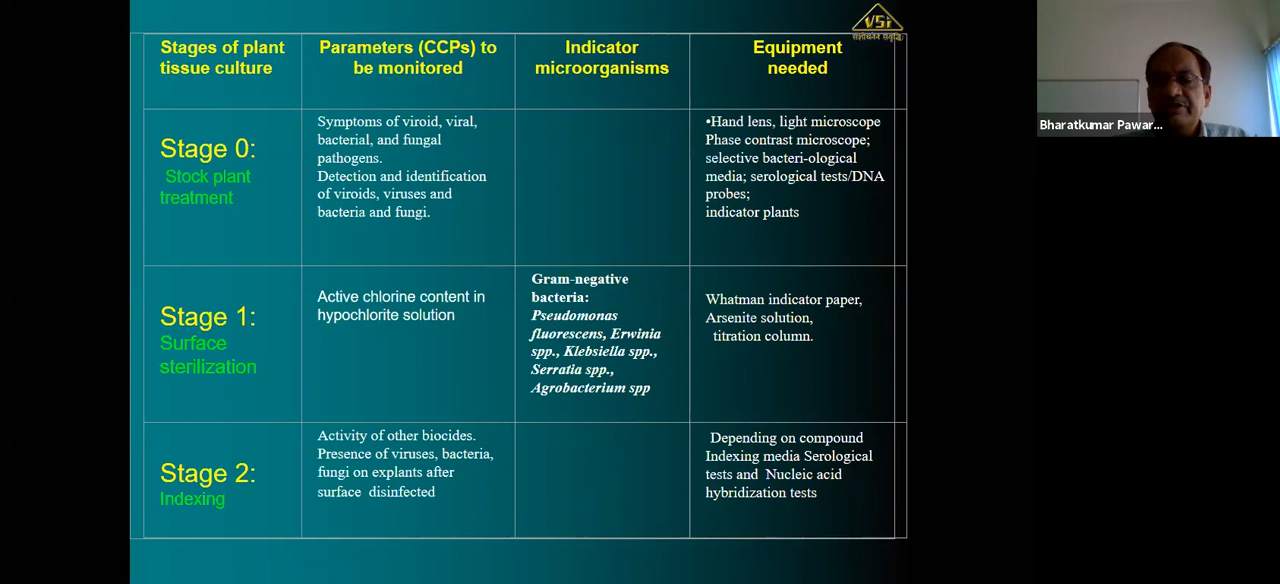 VSi
Stages of plant
tissue culture
Parameters (CCPs) to
be monitored
Indicator
microorganisms
Equipment
needed
Stage 0:
Stock plant
treatment
Symptoms of viroid, viral,
bacterial, and fungal
pathogens.
Detection and identification
of viroids, viruses and
bacteria and fungi.
•Hand lens, light microscope
Phase contrast microscope;
selective bacteri-ological
media; serological tests/DNA
probes;
indicator plants
Stage 1:
Surface
sterilization
Active chlorine content in
hypochlorite solution
Gram-negative
bacteria:
Pseudomonas
fluorescens, Erwinia
spp., Klebsiella spp.,
Serratia spp.,
Agrobacterium spp
Whatman indicator paper,
Arsenite solution,
titration column.
Stage 2:
Indexing
Activity of other biocides.
Presence of viruses, bacteria,
fungi on explants after
surface disinfected
Depending on compound
Indexing media Serological
tests and Nucleic acid
hybridization tests
Bharatkumar Pawar...